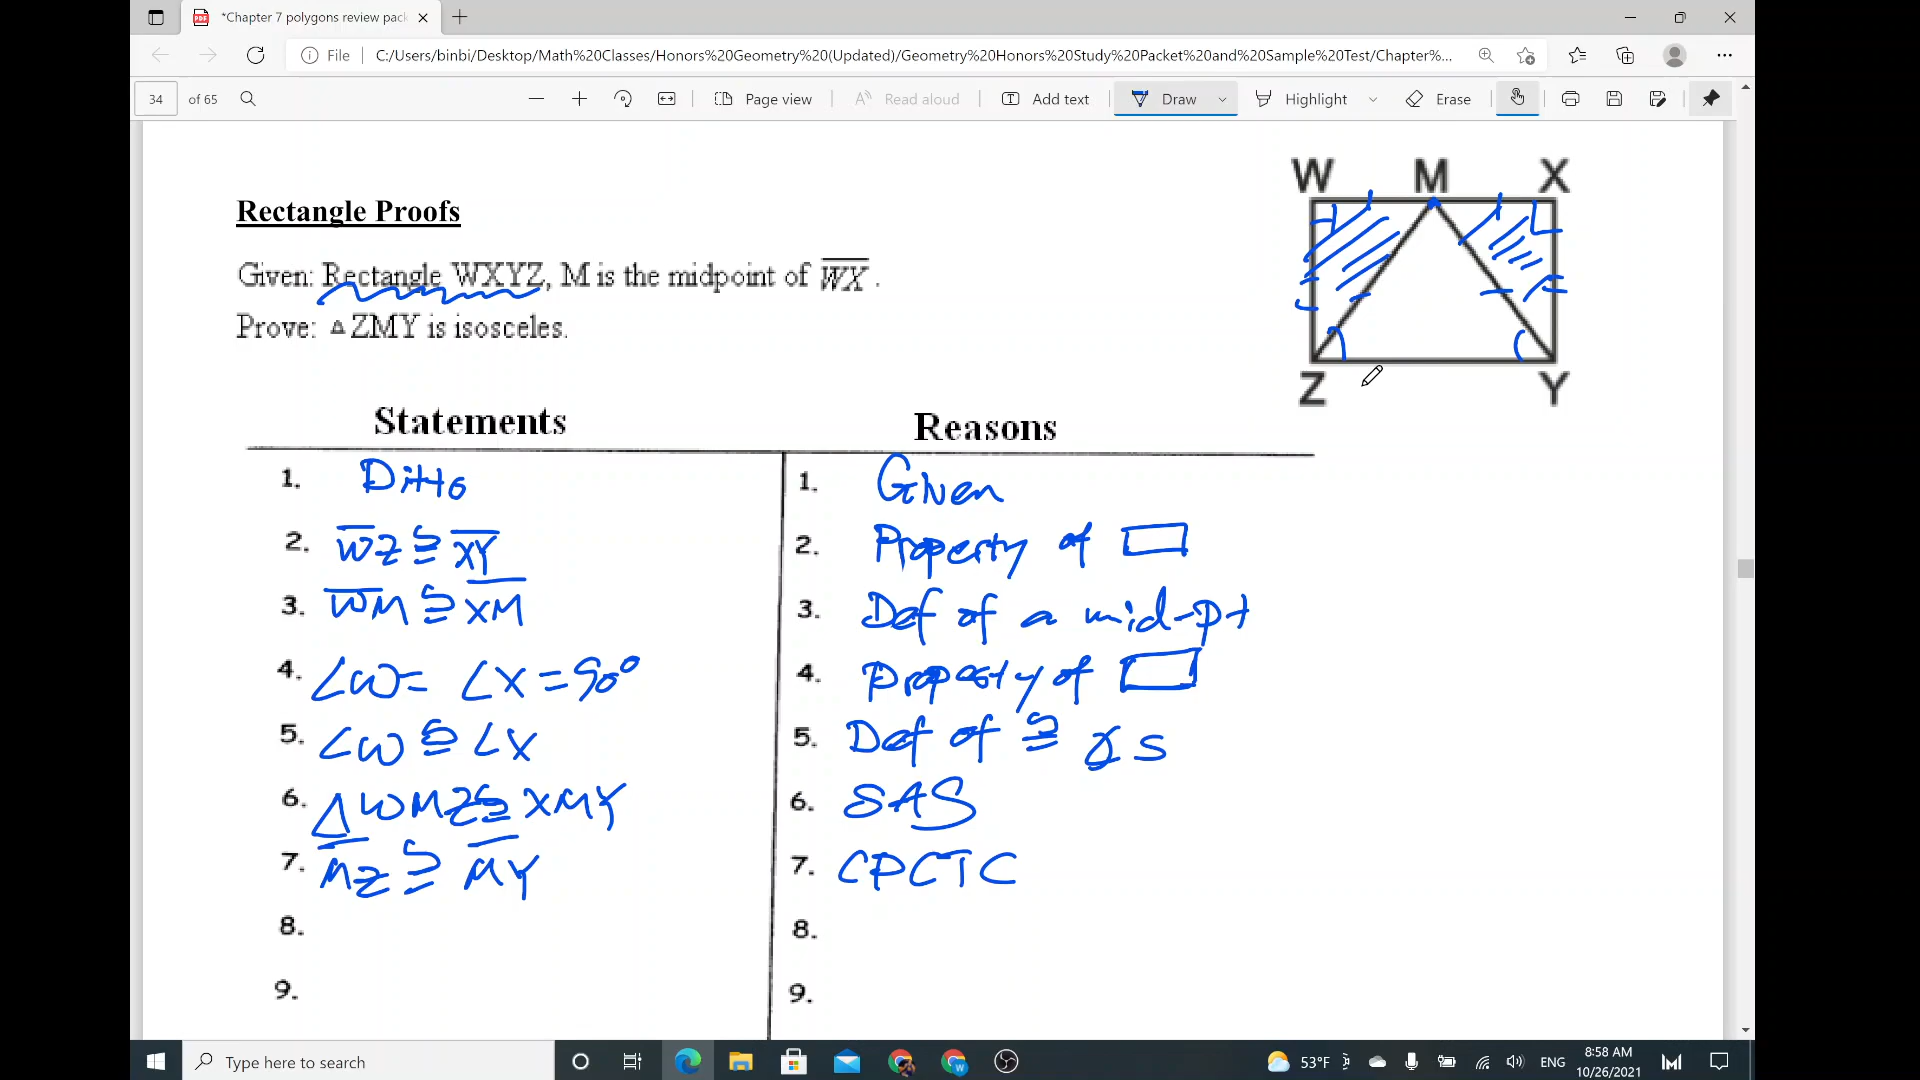 *Chapter 7 polygons review pac
File C:/Users/binbi/Desktop/Math%20Classes/Honors%20Geometry%20(Updated)/Geometry%20Honors%20Study%20Packet%20and%20Sample%20Test/Chapter%...
34 of 65 Page view Read aloud Add text Draw Highlight Erase
W M X
Rectangle Proofs
Given: Rectangle WXYZ, M is the midpoint of WX.
Prove: △ZMY is isosceles.
Z Y
Statements Reasons
1. Ditto 1. Given
2. WZ ≅ XY 2. Property of ▭
3. WM ≅ XM 3. Def of a mid-pt
4. ∠W = ∠X = 90° 4. Property of ▭
5. ∠W ≅ ∠X 5. Def of ≅ ∠s
6. △WMZ ≅ XMY 6. SAS
7. MZ ≅ MY 7. CPCTC
8. 8.
9. 9.
Type here to search 53°F ENG 8:58 AM
10/26/2021